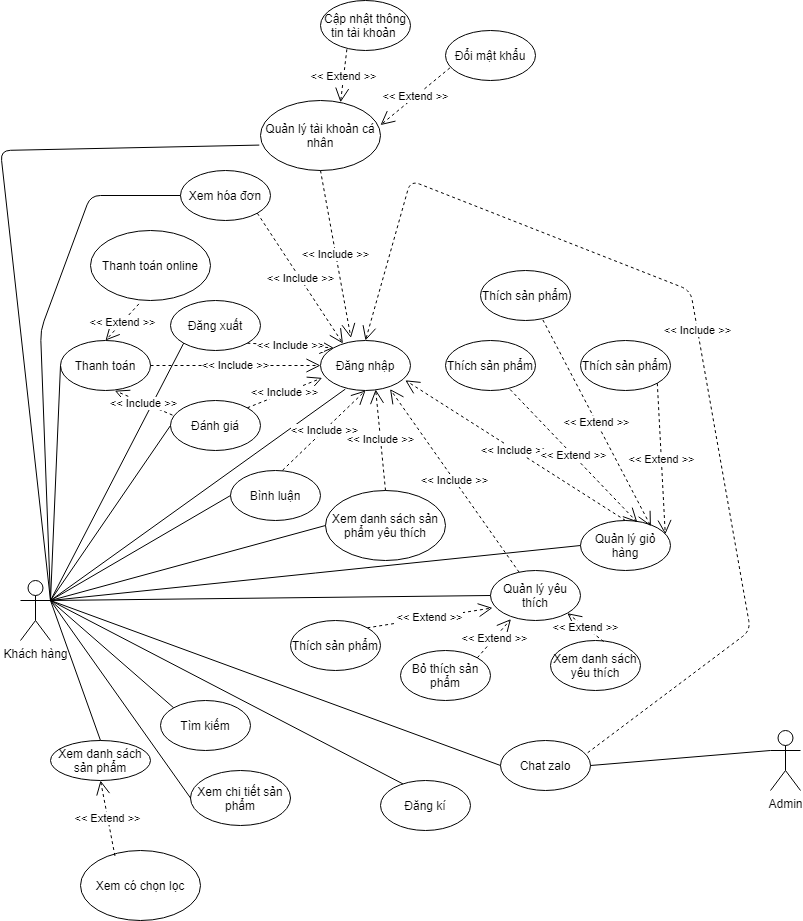 Cập nhật thông
tin tài khoản
Đổi mật khẩu
<< Extend >>
<< Extend >>
Quản lý tài khoản cá
nhân
Xem hóa đơn
<< Include >>
Thanh toán online
<< Include >>
Thích sản phẩm
<< Extend >>
Đăng xuất
<< Include >>
<< Include >>
Thanh toán
<< Include >>
Đăng nhập
Thích sản phẩm
Thích sản phẩm
<< Include >>
<< Include >>
Đánh giá
<< Extend >>
<< Include >>
<< Include >>
<< Include >>
<< Extend >>
<< Extend >>
<< Include >>
Bình luận
Xem danh sách sản
phẩm yêu thích
Quản lý giỏ
hàng
Quản lý yêu
thích
<< Extend >>
<< Extend >>
<< Extend >>
Khách hàng
Thích sản phẩm
Bỏ thích sản
phẩm
Xem danh sách
yêu thích
Tìm kiếm
Xem danh sách
sản phẩm
Chat zalo
Xem chi tiết sản
phẩm
Đăng kí
Admin
<< Extend >>
Xem có chọn lọc